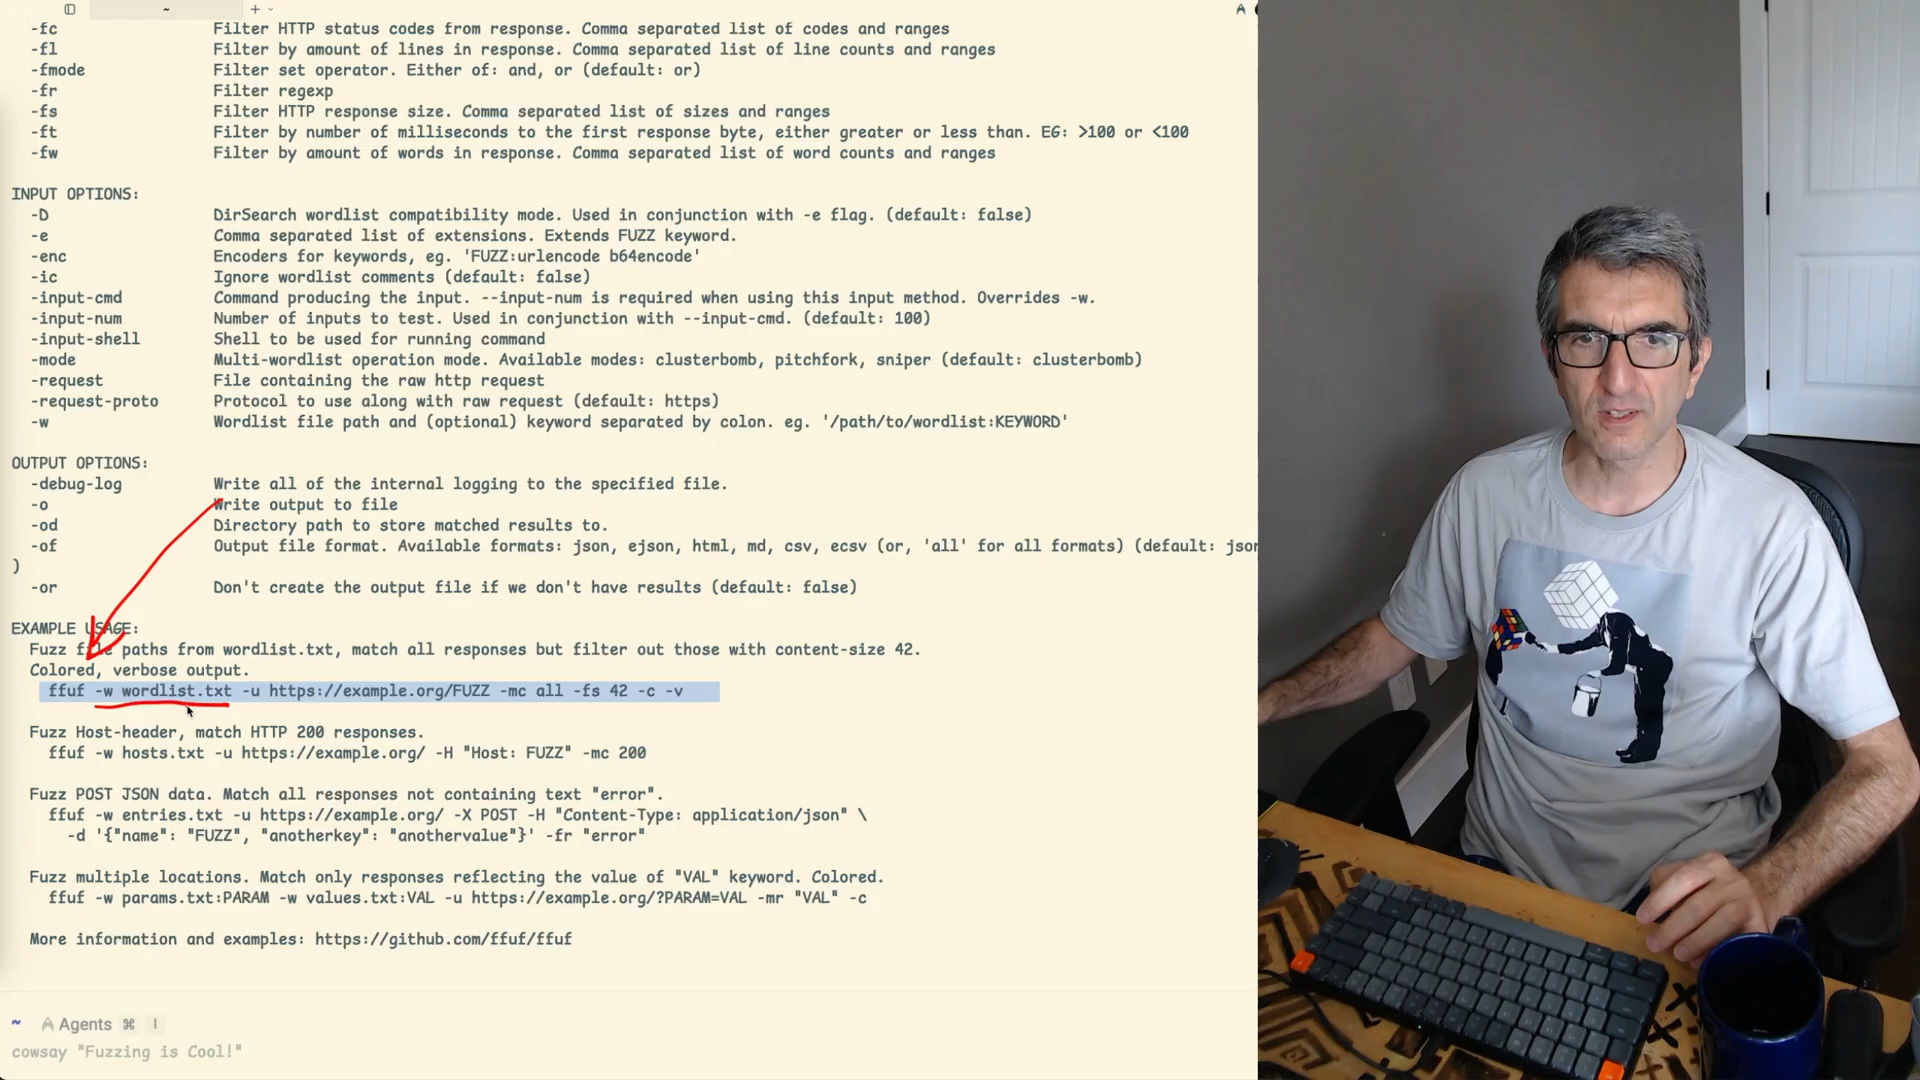 ~ +
-fc Filter HTTP status codes from response. Comma separated list of codes and ranges
-fl Filter by amount of lines in response. Comma separated list of line counts and ranges
-fmode Filter set operator. Either of: and, or (default: or)
-fr Filter regexp
-fs Filter HTTP response size. Comma separated list of sizes and ranges
-ft Filter by number of milliseconds to the first response byte, either greater or less than. EG: >100 or <100
-fw Filter by amount of words in response. Comma separated list of word counts and ranges
INPUT OPTIONS:
-D DirSearch wordlist compatibility mode. Used in conjunction with -e flag. (default: false)
-e Comma separated list of extensions. Extends FUZZ keyword.
-enc Encoders for keywords, eg. 'FUZZ:urlencode b64encode'
-ic Ignore wordlist comments (default: false)
-input-cmd Command producing the input. --input-num is required when using this input method. Overrides -w.
-input-num Number of inputs to test. Used in conjunction with --input-cmd. (default: 100)
-input-shell Shell to be used for running command
-mode Multi-wordlist operation mode. Available modes: clusterbomb, pitchfork, sniper (default: clusterbomb)
-request File containing the raw http request
-request-proto Protocol to use along with raw request (default: https)
-w Wordlist file path and (optional) keyword separated by colon. eg. '/path/to/wordlist:KEYWORD'
OUTPUT OPTIONS:
-debug-log Write all of the internal logging to the specified file.
-o Write output to file
-od Directory path to store matched results to.
-of Output file format. Available formats: json, ejson, html, md, csv, ecsv (or, 'all' for all formats) (default: json
)
-or Don't create the output file if we don't have results (default: false)
EXAMPLE USAGE:
Fuzz file paths from wordlist.txt, match all responses but filter out those with content-size 42.
Colored, verbose output.
ffuf -w wordlist.txt -u https://example.org/FUZZ -mc all -fs 42 -c -v
Fuzz Host-header, match HTTP 200 responses.
ffuf -w hosts.txt -u https://example.org/ -H "Host: FUZZ" -mc 200
Fuzz POST JSON data. Match all responses not containing text "error".
ffuf -w entries.txt -u https://example.org/ -X POST -H "Content-Type: application/json" \
-d '{"name": "FUZZ", "anotherkey": "anothervalue"}' -fr "error"
Fuzz multiple locations. Match only responses reflecting the value of "VAL" keyword. Colored.
ffuf -w params.txt:PARAM -w values.txt:VAL -u https://example.org/?PARAM=VAL -mr "VAL" -c
More information and examples: https://github.com/ffuf/ffuf
~ Agents ⌘ I
cowsay "Fuzzing is Cool!"